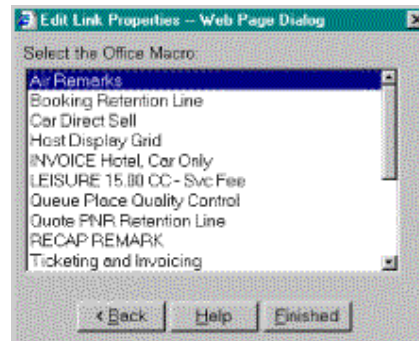 Edit Link Properties -- Web Page Dialog
Select the Office Macro:
Air Remarks
Booking Retention Line
Car Direct Sell
Host Display Grid
INVOICE Hotel, Car Only
LEISURE 15.00 CC - Svc Fee
Queue Place Quality Control
Quote PNR Retention Line
RECAP REMARK
Ticketing and Invoicing
< Back Help Finished